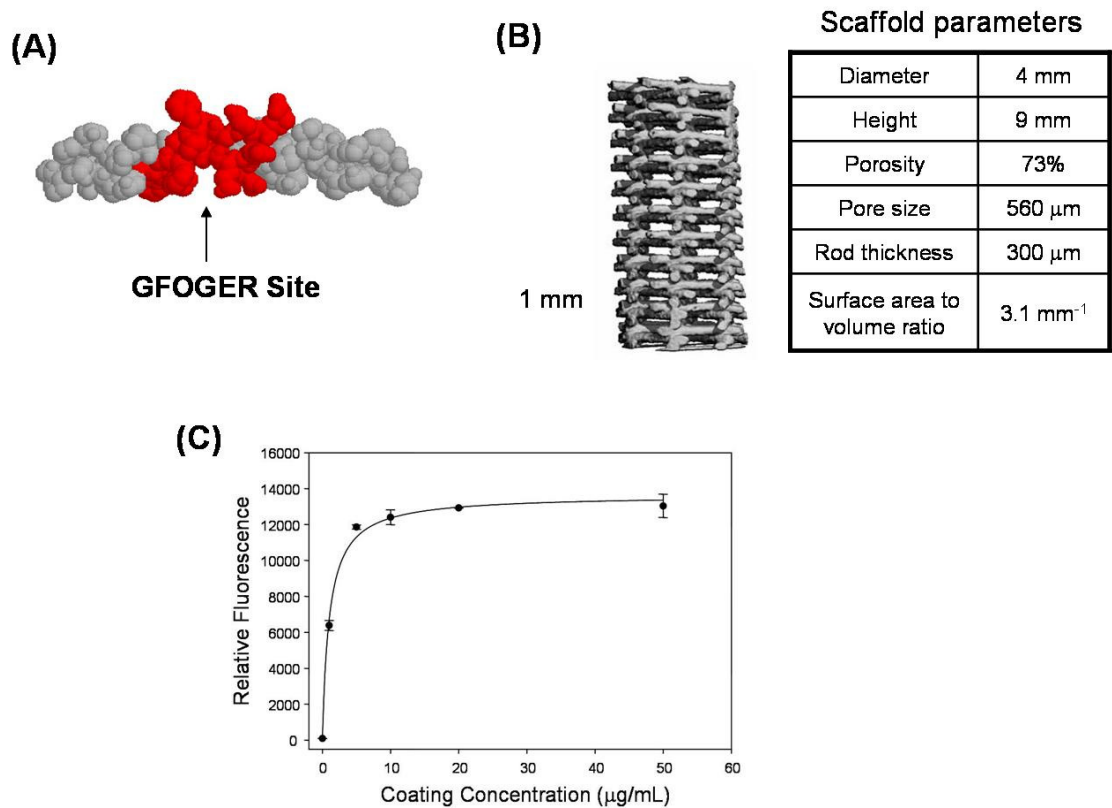 (A)
GFOGER Site
(B)
1 mm
Scaffold parameters
Diameter 4 mm
Height 9 mm
Porosity 73%
Pore size 560 μm
Rod thickness 300 μm
Surface area to
volume ratio 3.1 mm⁻¹
(C)
Relative Fluorescence
16000
14000
12000
10000
8000
6000
4000
2000
0
0 10 20 30 40 50 60
Coating Concentration (μg/mL)